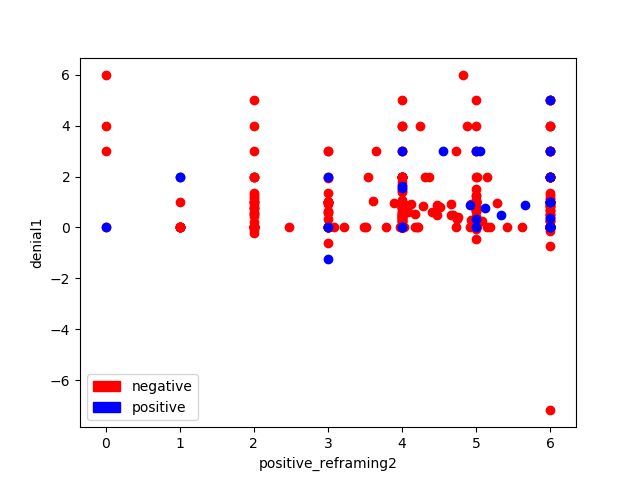 6
4
2
0
−2
−4
−6
denial1
negative
positive
0 1 2 3 4 5 6
positive_reframing2